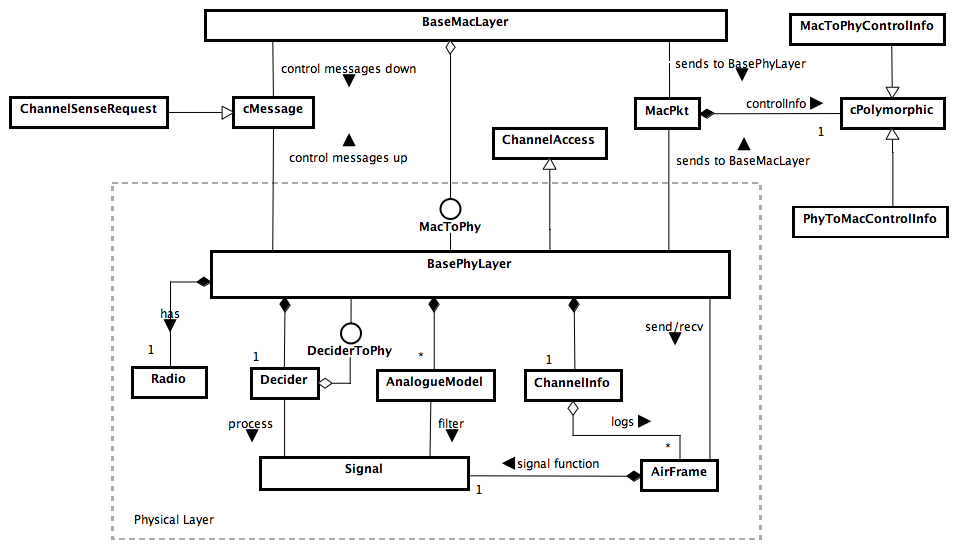 BaseMacLayer
MacToPhyControlInfo
control messages down
sends to BasePhyLayer
ChannelSenseRequest
cMessage
MacPkt
controlInfo
cPolymorphic
1
ChannelAccess
control messages up
sends to BaseMacLayer
MacToPhy
PhyToMacControlInfo
BasePhyLayer
has
send/recv
DeciderToPhy
1
1
*
1
Radio
Decider
AnalogueModel
ChannelInfo
process
filter
logs
*
Signal
signal function
AirFrame
1
Physical Layer